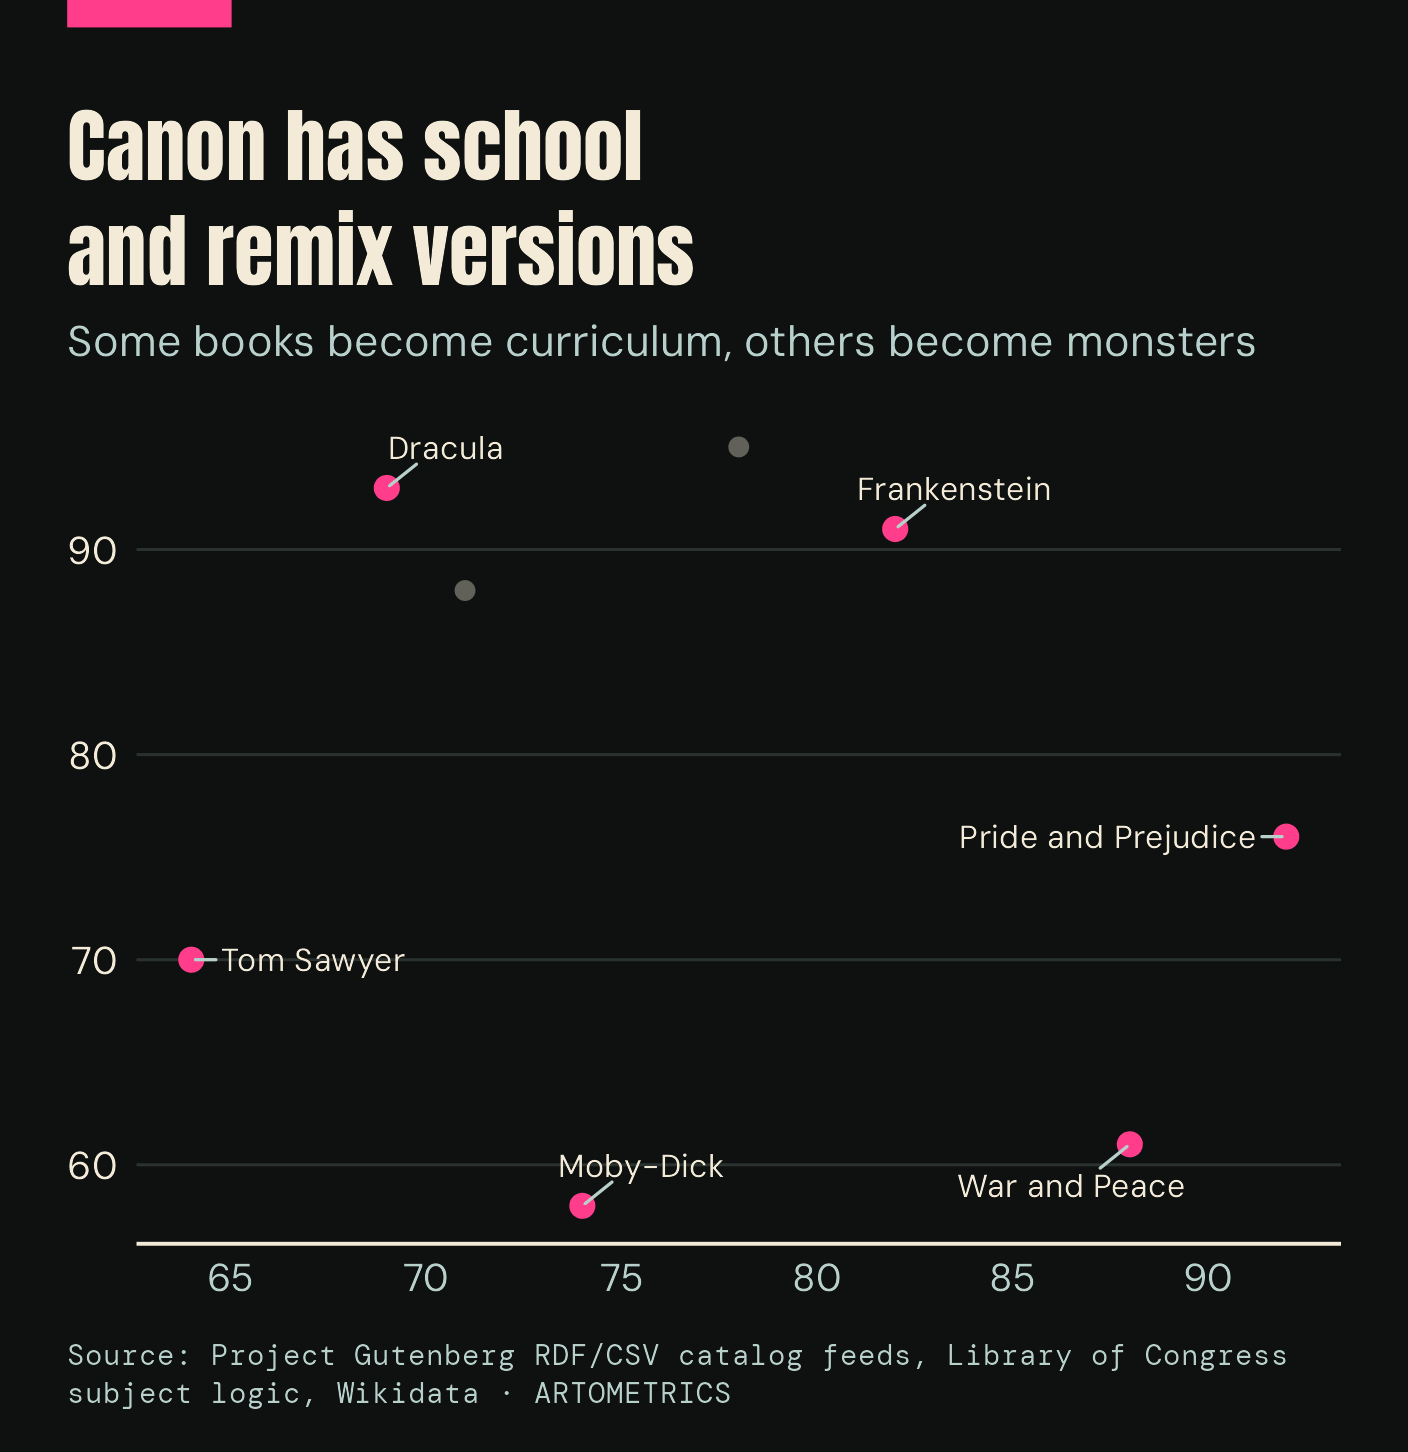 Canon has school
and remix versions
Some books become curriculum, others become monsters
Dracula
Frankenstein
90
80
Pride and Prejudice
70
Tom Sawyer
60
Moby-Dick
War and Peace
65 70 75 80 85 90
Source: Project Gutenberg RDF/CSV catalog feeds, Library of Congress
subject logic, Wikidata · ARTOMETRICS